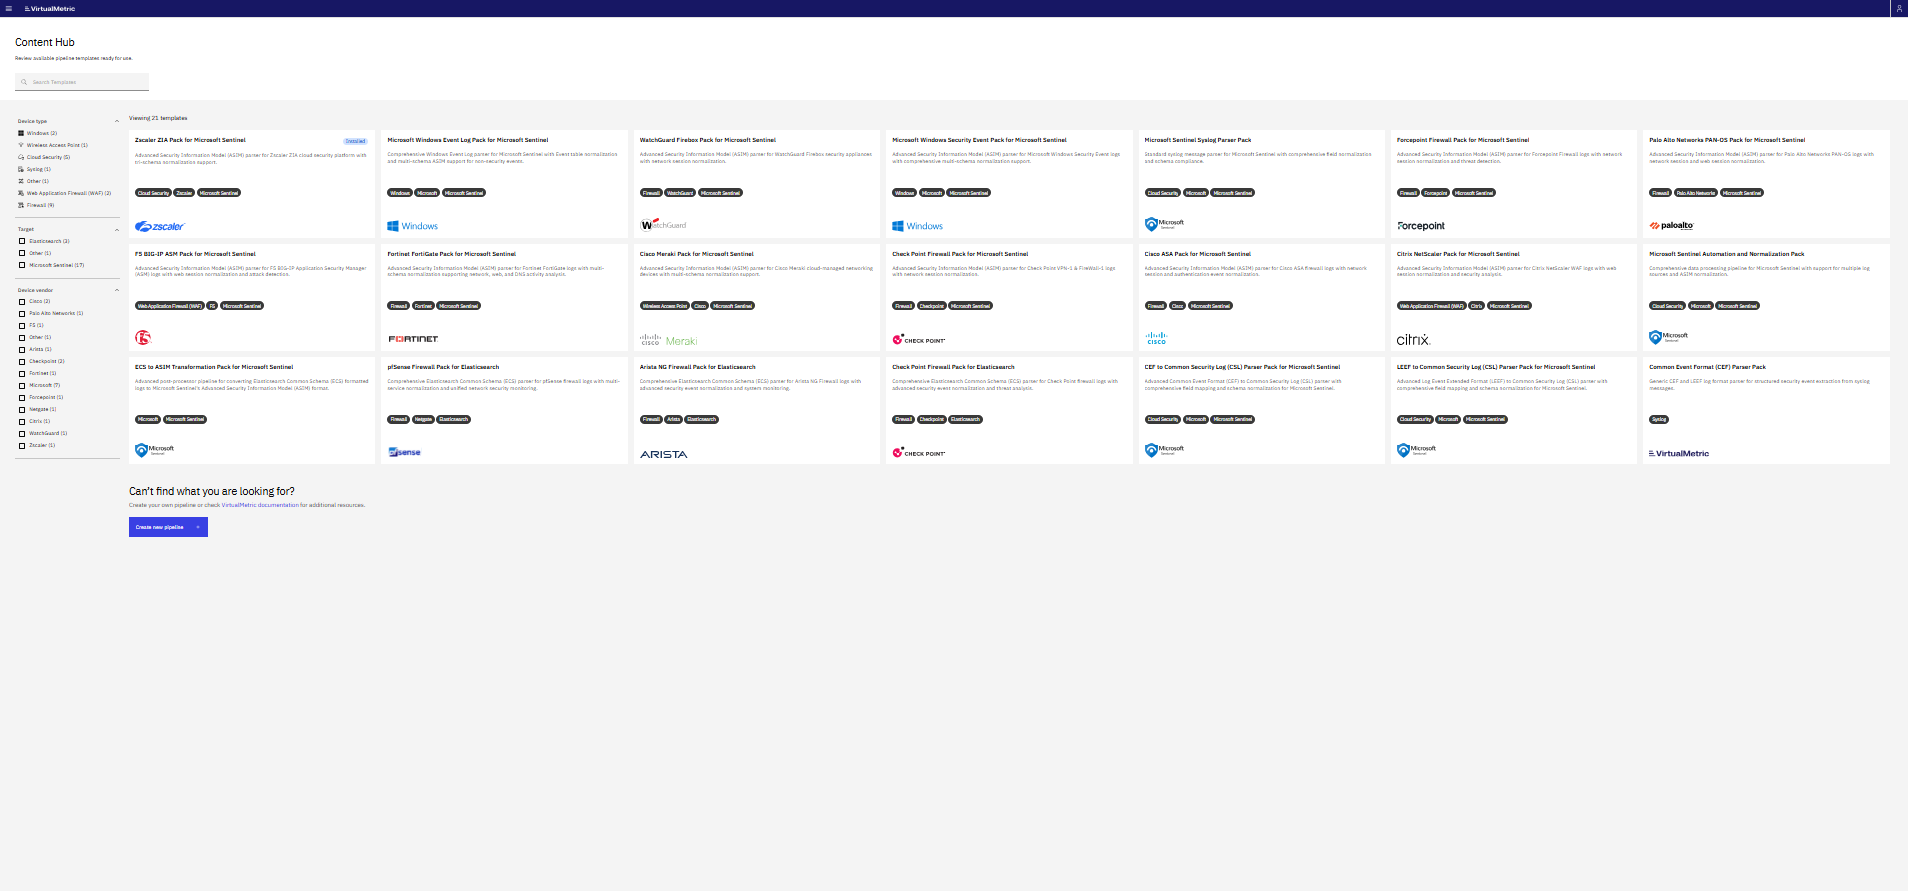 VirtualMetric
Content Hub
Review available pipeline templates ready for use.
Search Templates
Device type
Windows (2)
Wireless Access Point (1)
Cloud Security (5)
Syslog (1)
Other (1)
Web Application Firewall (WAF) (2)
Firewall (9)
Target
Elasticsearch (3)
Other (1)
Microsoft Sentinel (17)
Device vendor
Cisco (2)
Palo Alto Networks (1)
F5 (1)
Other (1)
Arista (1)
Checkpoint (2)
Fortinet (1)
Microsoft (7)
Forcepoint (1)
Netgate (1)
Citrix (1)
WatchGuard (1)
Zscaler (1)
Viewing 21 templates
Zscaler ZIA Pack for Microsoft Sentinel
Installed
Advanced Security Information Model (ASIM) parser for Zscaler ZIA cloud security platform with
tri-schema normalization support.
Cloud Security Zscaler Microsoft Sentinel
zscaler
Microsoft Windows Event Log Pack for Microsoft Sentinel
Comprehensive Windows Event Log parser for Microsoft Sentinel with Event table normalization
and multi-schema ASIM support for non-security events.
Windows Microsoft Microsoft Sentinel
Windows
WatchGuard Firebox Pack for Microsoft Sentinel
Advanced Security Information Model (ASIM) parser for WatchGuard Firebox security appliances
with network session normalization.
Firewall WatchGuard Microsoft Sentinel
WatchGuard
Microsoft Windows Security Event Pack for Microsoft Sentinel
Advanced Security Information Model (ASIM) parser for Microsoft Windows Security Event logs
with comprehensive multi-schema normalization support.
Windows Microsoft Microsoft Sentinel
Windows
Microsoft Sentinel Syslog Parser Pack
Standard syslog message parser for Microsoft Sentinel with comprehensive field normalization
and schema compliance.
Cloud Security Microsoft Microsoft Sentinel
Microsoft
Sentinel
Forcepoint Firewall Pack for Microsoft Sentinel
Advanced Security Information Model (ASIM) parser for Forcepoint Firewall logs with network
session normalization and threat detection.
Firewall Forcepoint Microsoft Sentinel
Forcepoint
Palo Alto Networks PAN-OS Pack for Microsoft Sentinel
Advanced Security Information Model (ASIM) parser for Palo Alto Networks PAN-OS logs with
network session and web session normalization.
Firewall Palo Alto Networks Microsoft Sentinel
paloalto
F5 BIG-IP ASM Pack for Microsoft Sentinel
Advanced Security Information Model (ASIM) parser for F5 BIG-IP Application Security Manager
(ASM) logs with web session normalization and attack detection.
Web Application Firewall (WAF) F5 Microsoft Sentinel
f5
Fortinet FortiGate Pack for Microsoft Sentinel
Advanced Security Information Model (ASIM) parser for Fortinet FortiGate logs with multi-
schema normalization supporting network, web, and DNS activity analysis.
Firewall Fortinet Microsoft Sentinel
FORTINET
Cisco Meraki Pack for Microsoft Sentinel
Advanced Security Information Model (ASIM) parser for Cisco Meraki cloud-managed networking
devices with multi-schema normalization support.
Wireless Access Point Cisco Microsoft Sentinel
CISCO Meraki
Check Point Firewall Pack for Microsoft Sentinel
Advanced Security Information Model (ASIM) parser for Check Point VPN-1 & FireWall-1 logs
with network session normalization.
Firewall Checkpoint Microsoft Sentinel
CHECK POINT
Cisco ASA Pack for Microsoft Sentinel
Advanced Security Information Model (ASIM) parser for Cisco ASA firewall logs with network
session and authentication event normalization.
Firewall Cisco Microsoft Sentinel
CISCO
Citrix NetScaler Pack for Microsoft Sentinel
Advanced Security Information Model (ASIM) parser for Citrix NetScaler WAF logs with web
session normalization and security analysis.
Web Application Firewall (WAF) Citrix Microsoft Sentinel
citrix
Microsoft Sentinel Automation and Normalization Pack
Comprehensive data processing pipeline for Microsoft Sentinel with support for multiple log
sources and ASIM normalization.
Cloud Security Microsoft Microsoft Sentinel
Microsoft
Sentinel
ECS to ASIM Transformation Pack for Microsoft Sentinel
Advanced post-processor pipeline for converting Elasticsearch Common Schema (ECS) formatted
logs to Microsoft Sentinel's Advanced Security Information Model (ASIM) format.
Microsoft Microsoft Sentinel
Microsoft
Sentinel
pfSense Firewall Pack for Elasticsearch
Comprehensive Elasticsearch Common Schema (ECS) parser for pfSense firewall logs with multi-
service normalization and unified network security monitoring.
Firewall Netgate Elasticsearch
pfsense
Arista NG Firewall Pack for Elasticsearch
Comprehensive Elasticsearch Common Schema (ECS) parser for Arista NG Firewall logs with
advanced security event normalization and system monitoring.
Firewall Arista Elasticsearch
ARISTA
Check Point Firewall Pack for Elasticsearch
Comprehensive Elasticsearch Common Schema (ECS) parser for Check Point firewall logs with
advanced security event normalization and threat analysis.
Firewall Checkpoint Elasticsearch
CHECK POINT
CEF to Common Security Log (CSL) Parser Pack for Microsoft Sentinel
Advanced Common Event Format (CEF) to Common Security Log (CSL) parser with
comprehensive field mapping and schema normalization for Microsoft Sentinel.
Cloud Security Microsoft Microsoft Sentinel
Microsoft
Sentinel
LEEF to Common Security Log (CSL) Parser Pack for Microsoft Sentinel
Advanced Log Event Extended Format (LEEF) to Common Security Log (CSL) parser with
comprehensive field mapping and schema normalization for Microsoft Sentinel.
Cloud Security Microsoft Microsoft Sentinel
Microsoft
Sentinel
Common Event Format (CEF) Parser Pack
Generic CEF and LEEF log format parser for structured security event extraction from syslog
messages.
Syslog
VirtualMetric
Can't find what you are looking for?
Create your own pipeline or check VirtualMetric documentation for additional resources.
Create new pipeline +